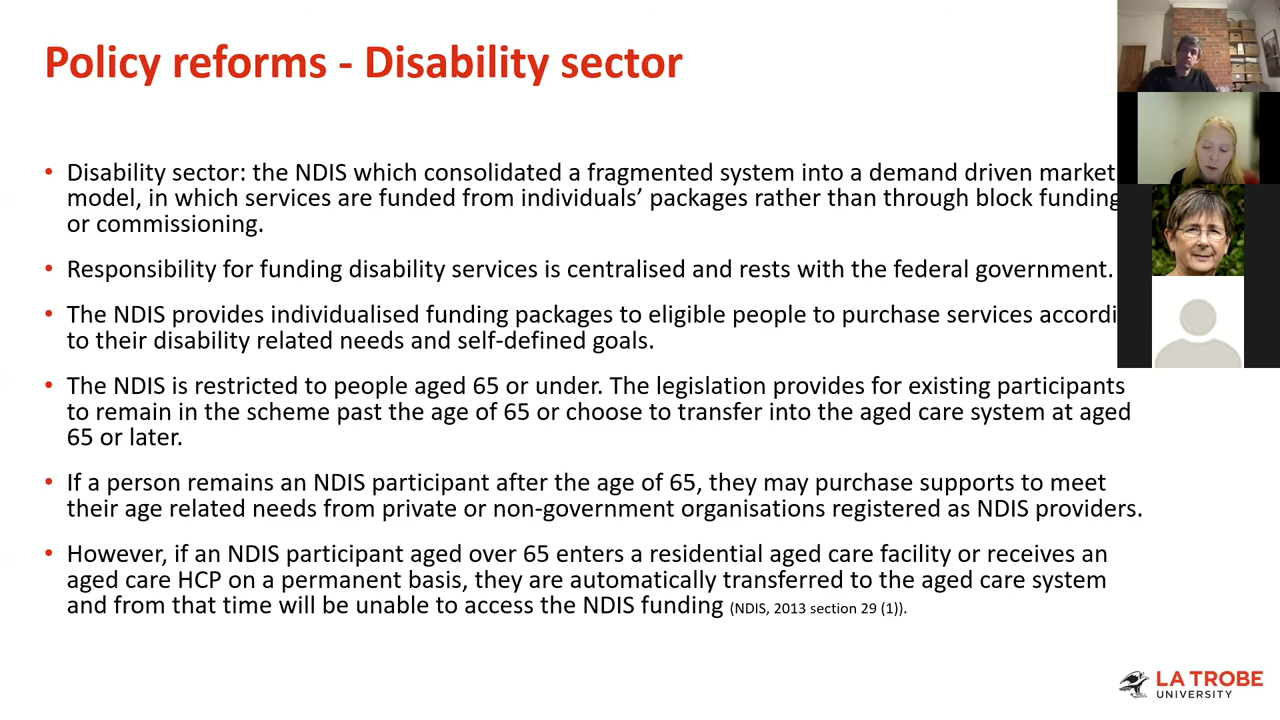 Policy reforms - Disability sector
• Disability sector: the NDIS which consolidated a fragmented system into a demand driven market
model, in which services are funded from individuals’ packages rather than through block funding
or commissioning.
• Responsibility for funding disability services is centralised and rests with the federal government.
• The NDIS provides individualised funding packages to eligible people to purchase services accordi
to their disability related needs and self-defined goals.
• The NDIS is restricted to people aged 65 or under. The legislation provides for existing participants
to remain in the scheme past the age of 65 or choose to transfer into the aged care system at aged
65 or later.
• If a person remains an NDIS participant after the age of 65, they may purchase supports to meet
their age related needs from private or non-government organisations registered as NDIS providers.
• However, if an NDIS participant aged over 65 enters a residential aged care facility or receives an
aged care HCP on a permanent basis, they are automatically transferred to the aged care system
and from that time will be unable to access the NDIS funding (NDIS, 2013 section 29 (1)).
LA TROBE
UNIVERSITY